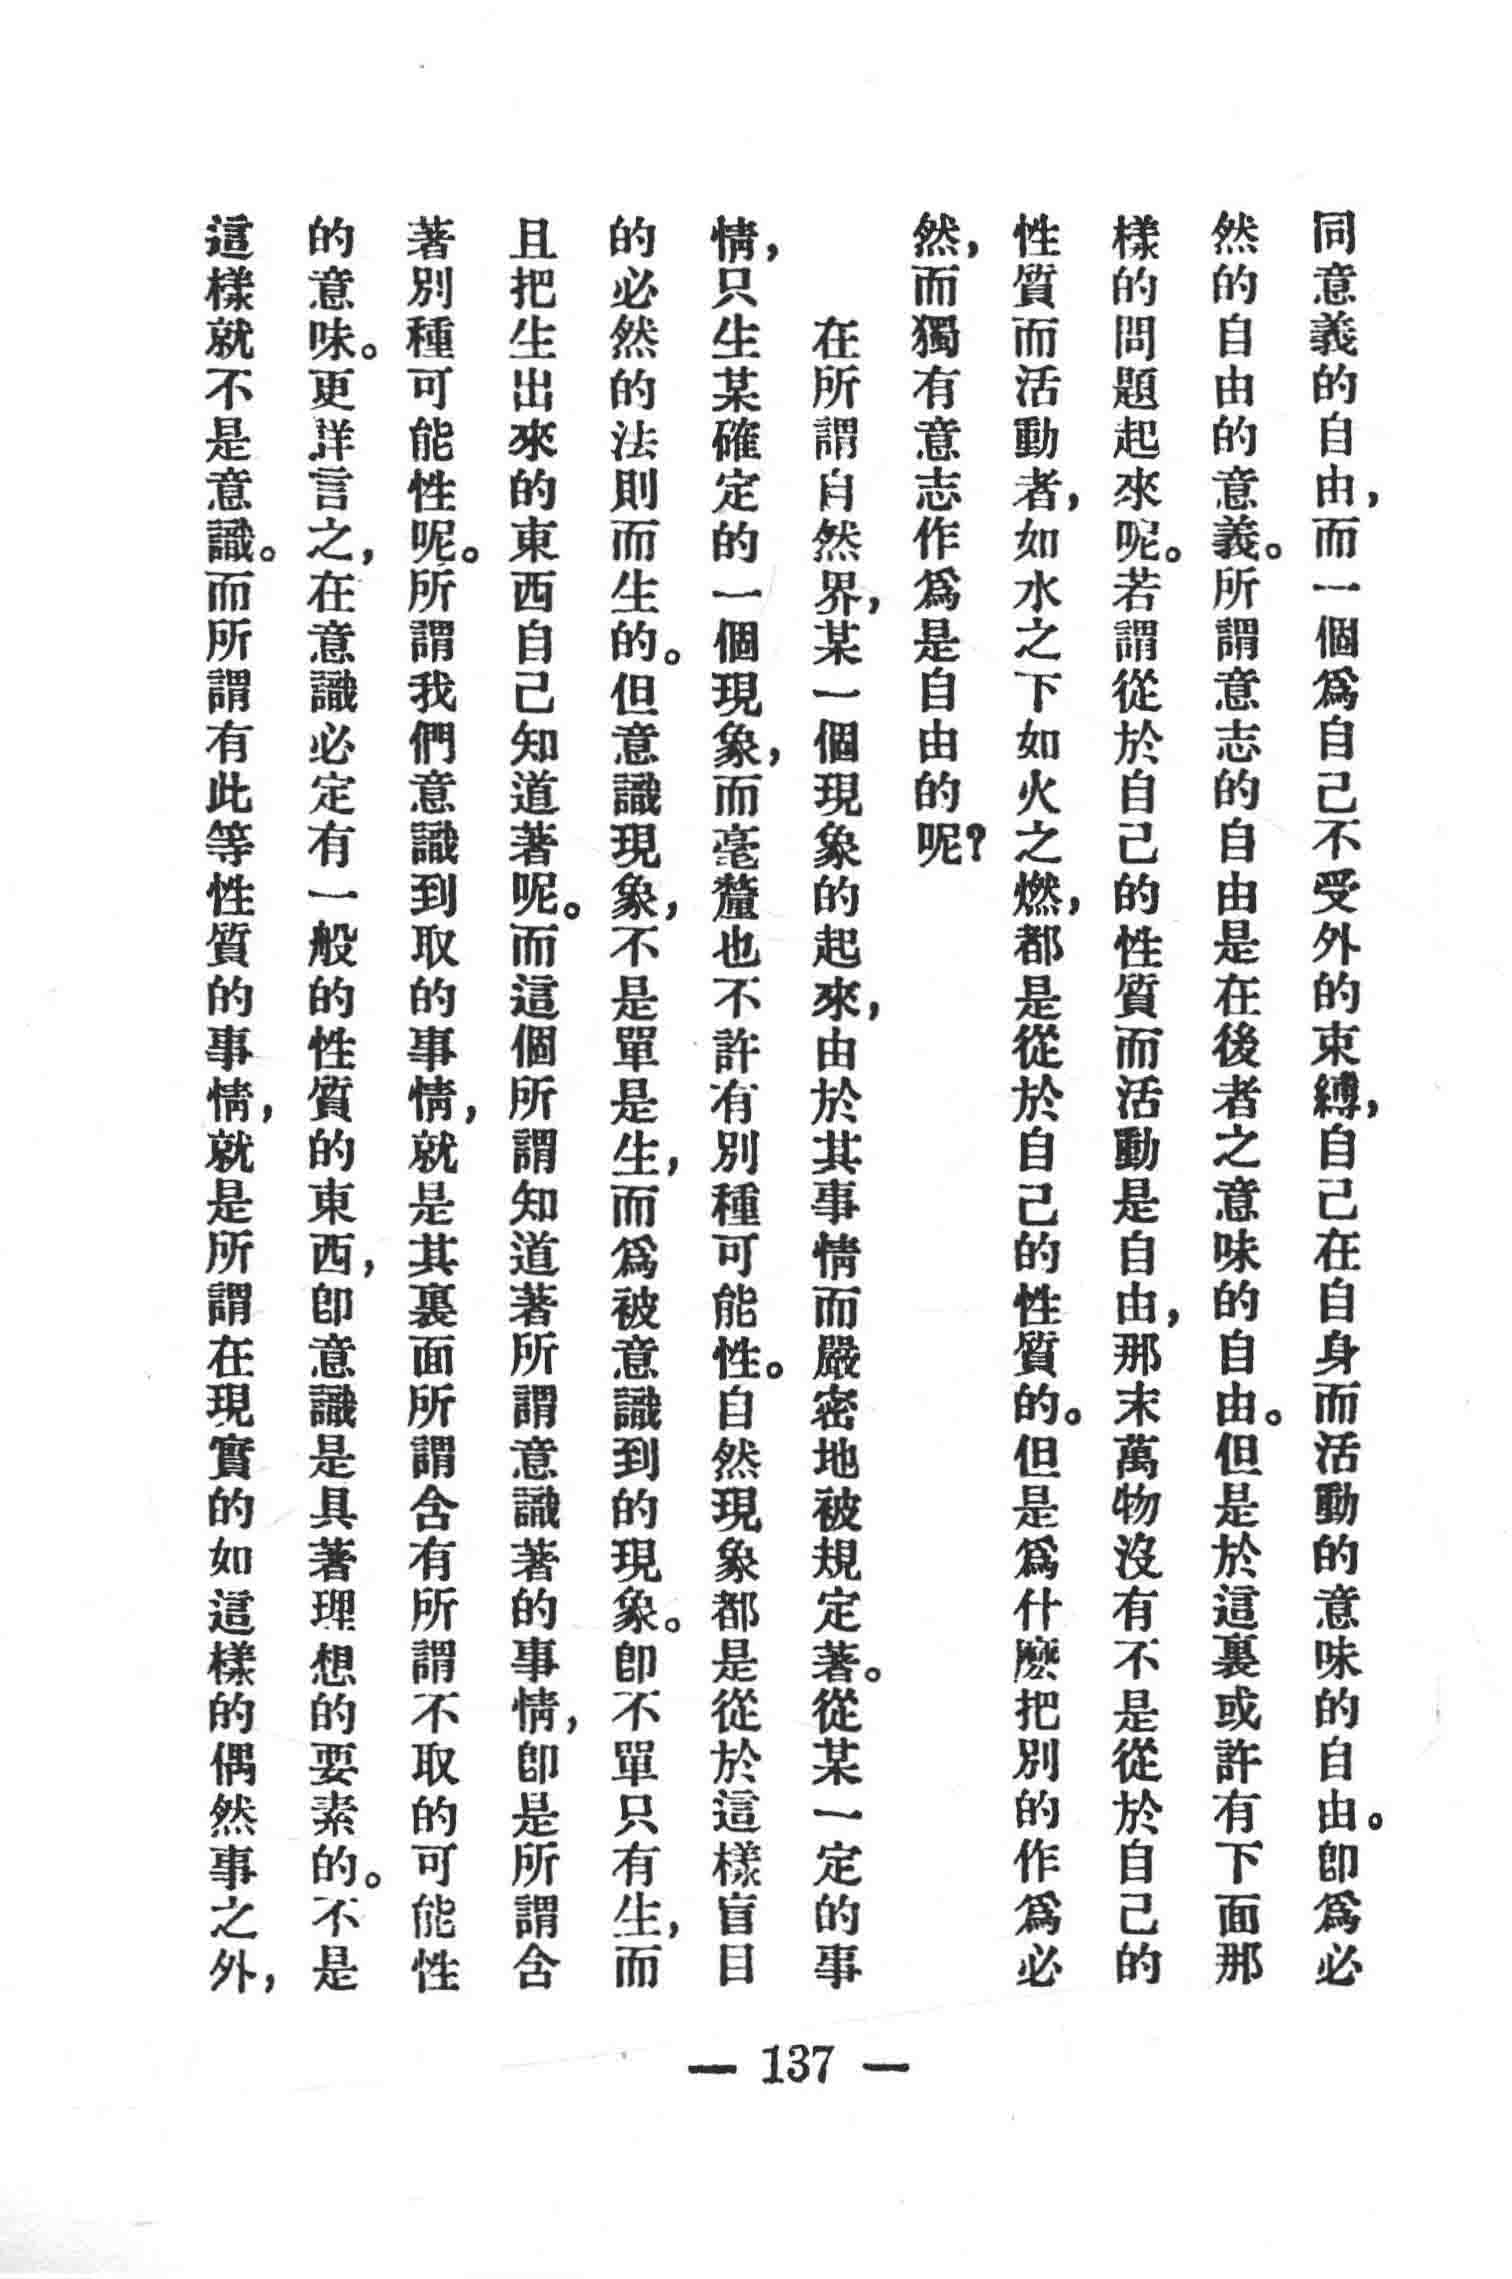 同意義的自由，而一個爲自己不受外的束縛，自己在自身而活動的意味的自由。卽爲必
然的自由的意義。所謂意志的自由是在後者之意味的自由。但是於這裏或許有下面那
樣的問題起來呢。若謂從於自己的性質而活動是自由，那末萬物沒有不是從於自己的
性質而活動者，如水之下如火之燃，都是從於自己的性質的。但是爲什麽把別的作爲必
然，而獨有意志作爲是自由的呢？
在所謂自然界，某一個現象的起來，由於其事情而嚴密地被規定著。從某一定的事
情，只生某確定的一個現象，而毫釐也不許有別種可能性。自然現象都是從於這樣盲目
的必然的法則而生的。但意識現象，不是單是生，而爲被意識到的現象。卽不單只有生，而
且把生出來的東西自己知道著呢。而這個所謂知道著所謂意識著的事情，卽是所謂含
著別種可能性呢。所謂我們意識到取的事情，就是其裏面所謂含有所謂不取的可能性
的意味。更詳言之，在意識必定有一般的性質的東西，卽意識是具著理想的要素的。不是
這樣就不是意識。而所謂有此等性質的事情，就是所謂在現實的如這樣的偶然事之外，
— 137 —